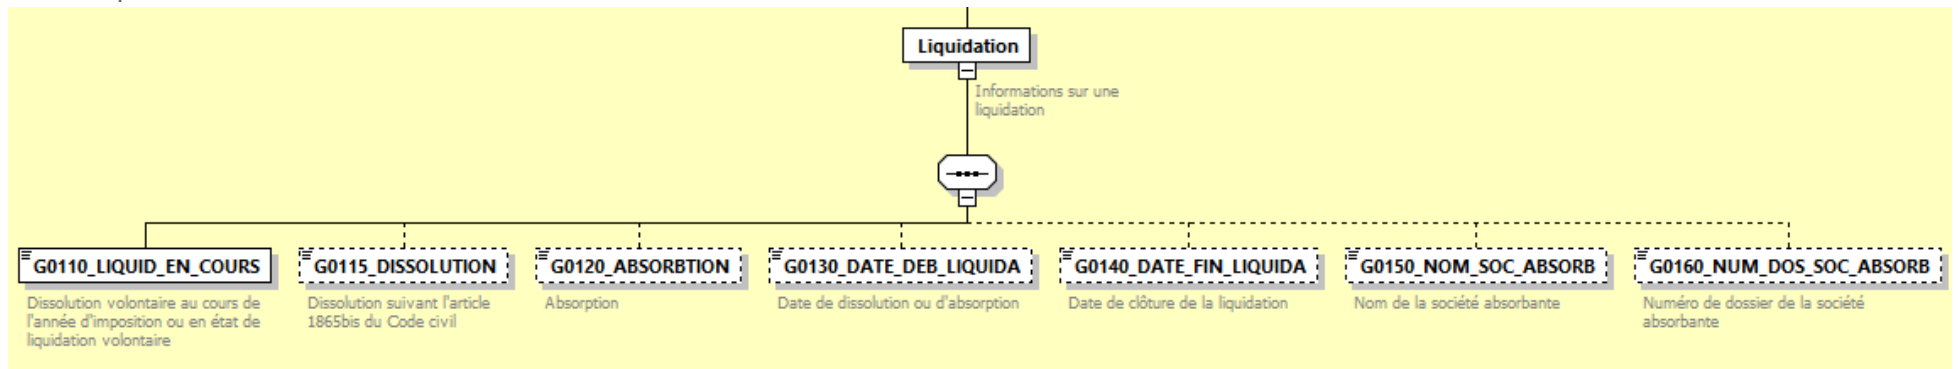 Liquidation
Informations sur une
liquidation
G0110_LIQUID_EN_COURS
Dissolution volontaire au cours de
l'année d'imposition ou en état de
liquidation volontaire
G0115_DISSOLUTION
Dissolution suivant l'article
1865bis du Code civil
G0120_ABSORBTION
Absorption
G0130_DATE_DEB_LIQUIDA
Date de dissolution ou d'absorption
G0140_DATE_FIN_LIQUIDA
Date de clôture de la liquidation
G0150_NOM_SOC_ABSORB
Nom de la société absorbante
G0160_NUM_DOS_SOC_ABSORB
Numéro de dossier de la société
absorbante